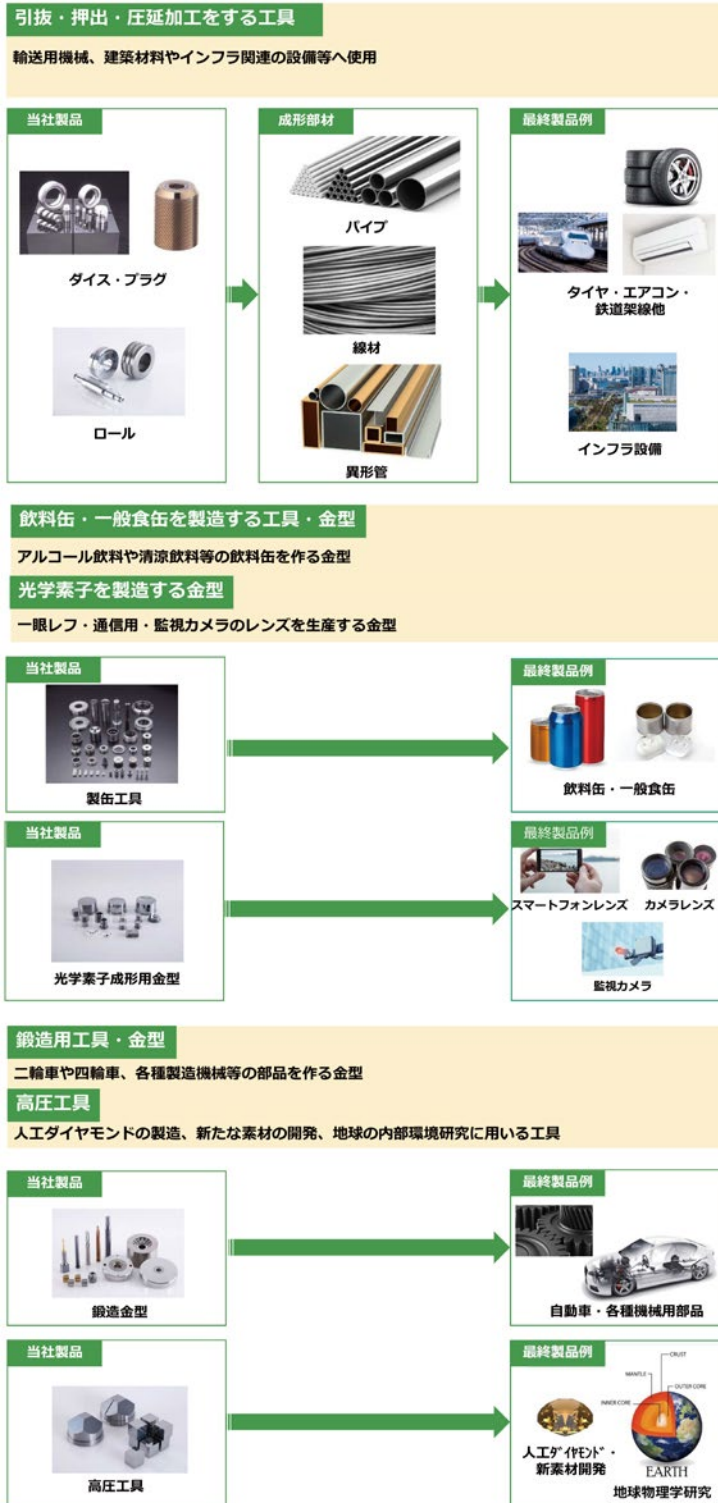 引抜・押出・圧延加工をする工具
輸送用機械、建築材料やインフラ関連の設備等へ使用
当社製品
成形部材
最終製品例
ダイス・プラグ
ロール
パイプ
線材
異形管
タイヤ・エアコン・
鉄道架線他
インフラ設備
飲料缶・一般食缶を製造する工具・金型
アルコール飲料や清涼飲料等の飲料缶を作る金型
光学素子を製造する金型
一眼レフ・通信用・監視カメラのレンズを生産する金型
当社製品
製缶工具
最終製品例
飲料缶・一般食缶
当社製品
光学素子成形用金型
最終製品例
スマートフォンレンズ
カメラレンズ
監視カメラ
鍛造用工具・金型
二輪車や四輪車、各種製造機械等の部品を作る金型
高圧工具
人工ダイヤモンドの製造、新たな素材の開発、地球の内部環境研究に用いる工具
当社製品
鍛造金型
最終製品例
自動車・各種機械用部品
当社製品
高圧工具
最終製品例
CRUST
MANTLE
OUTER CORE
INNER CORE
人工ﾀﾞｲﾔﾓﾝﾄﾞ・
新素材開発
EARTH
地球物理学研究